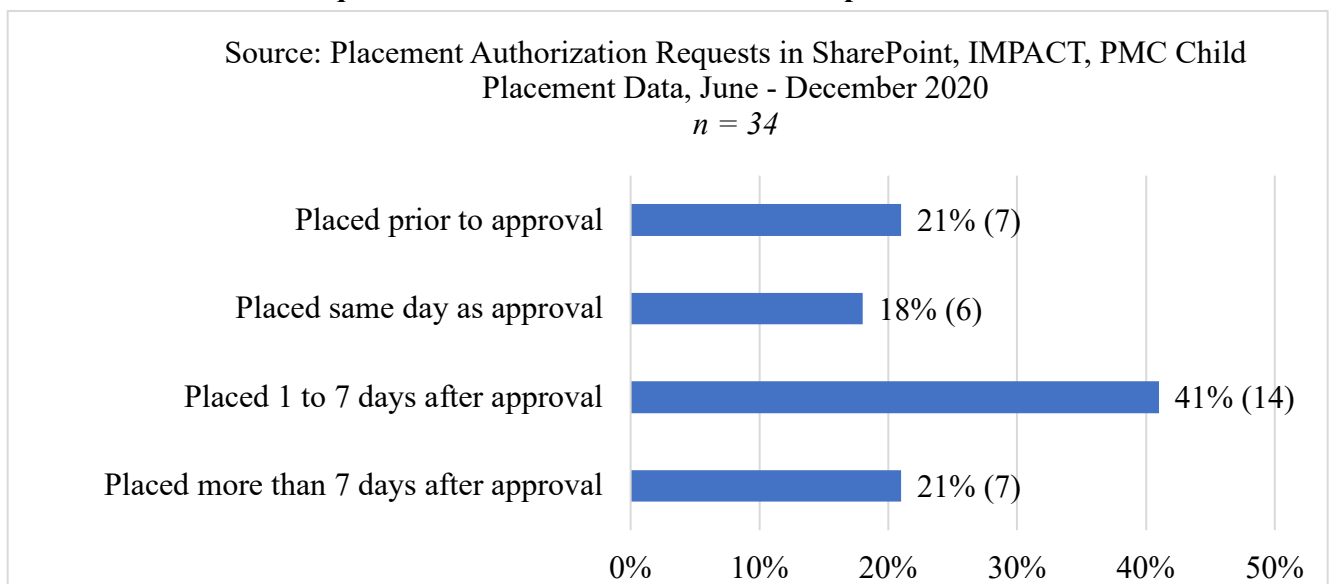 Source: Placement Authorization Requests in SharePoint, IMPACT, PMC Child
Placement Data, June - December 2020
n = 34
Placed prior to approval 21% (7)
Placed same day as approval 18% (6)
Placed 1 to 7 days after approval 41% (14)
Placed more than 7 days after approval 21% (7)
0% 10% 20% 30% 40% 50%